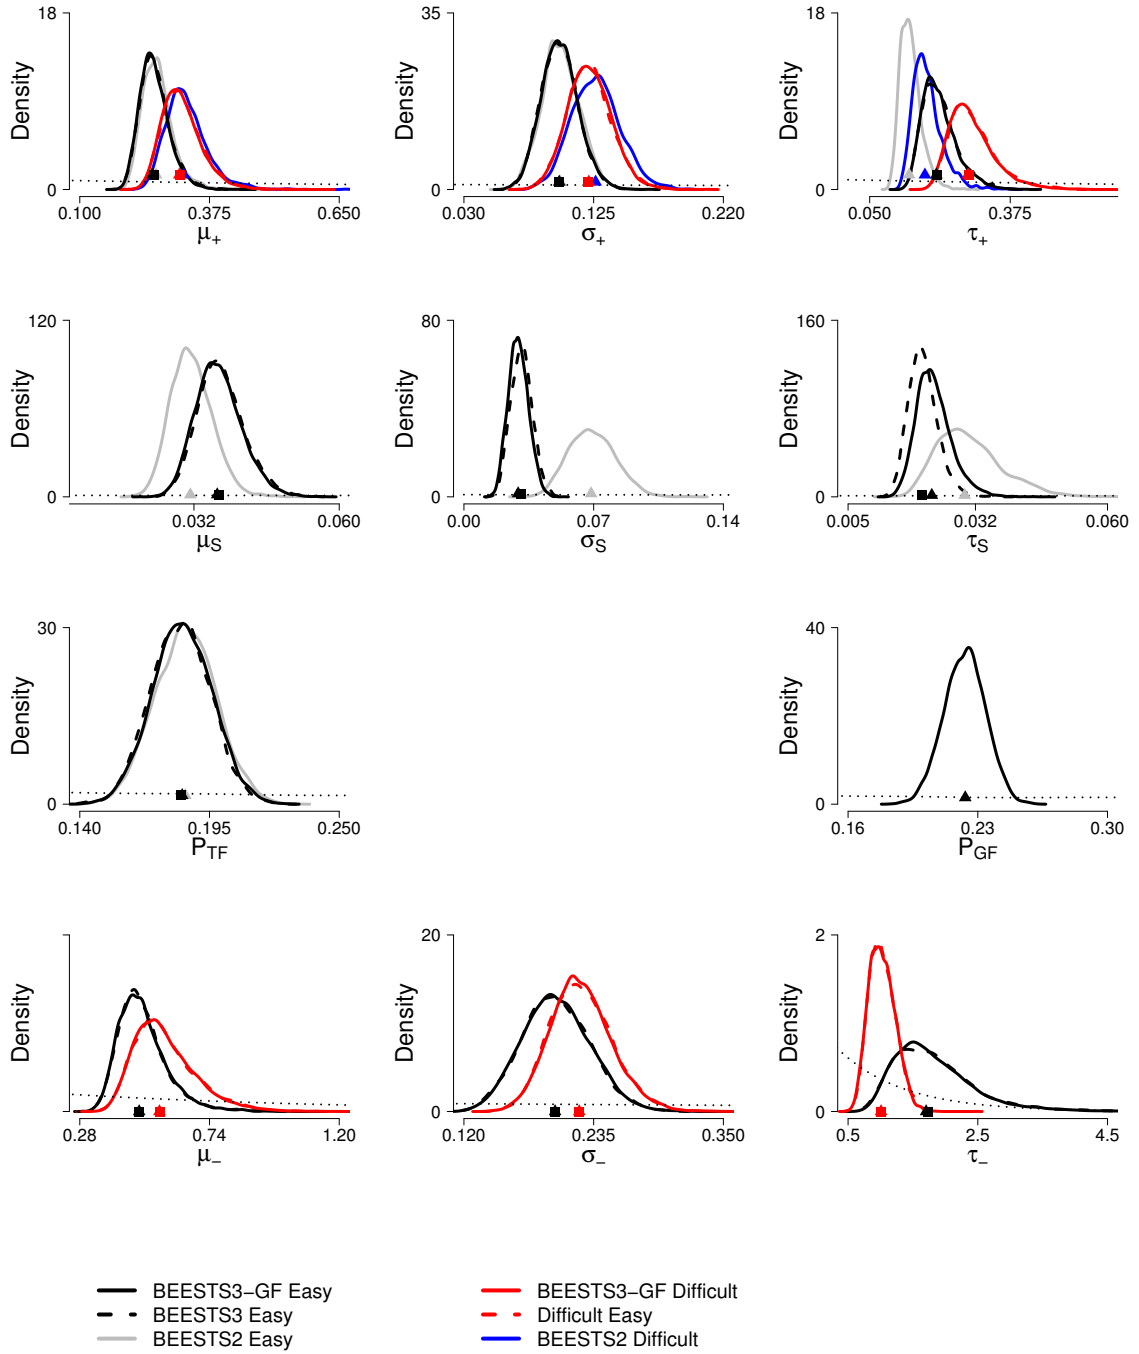 18
35
18
Density
Density
Density
0
0
0
0.100 0.375 0.650
0.030 0.125 0.220
0.050 0.375
μ+
σ+
τ+
120
80
160
Density
Density
Density
0
0
0
0.032 0.060
0.00 0.07 0.14
0.005 0.032 0.060
μS
σS
τS
30
40
Density
Density
0
0
0.140 0.195 0.250
0.16 0.23 0.30
PTF
PGF
20
2
Density
Density
Density
0
0
0.28 0.74 1.20
0.120 0.235 0.350
0.5 2.5 4.5
μ−
σ−
τ−
BEESTS3−GF Easy
BEESTS3 Easy
BEESTS2 Easy
BEESTS3−GF Difficult
Difficult Easy
BEESTS2 Difficult